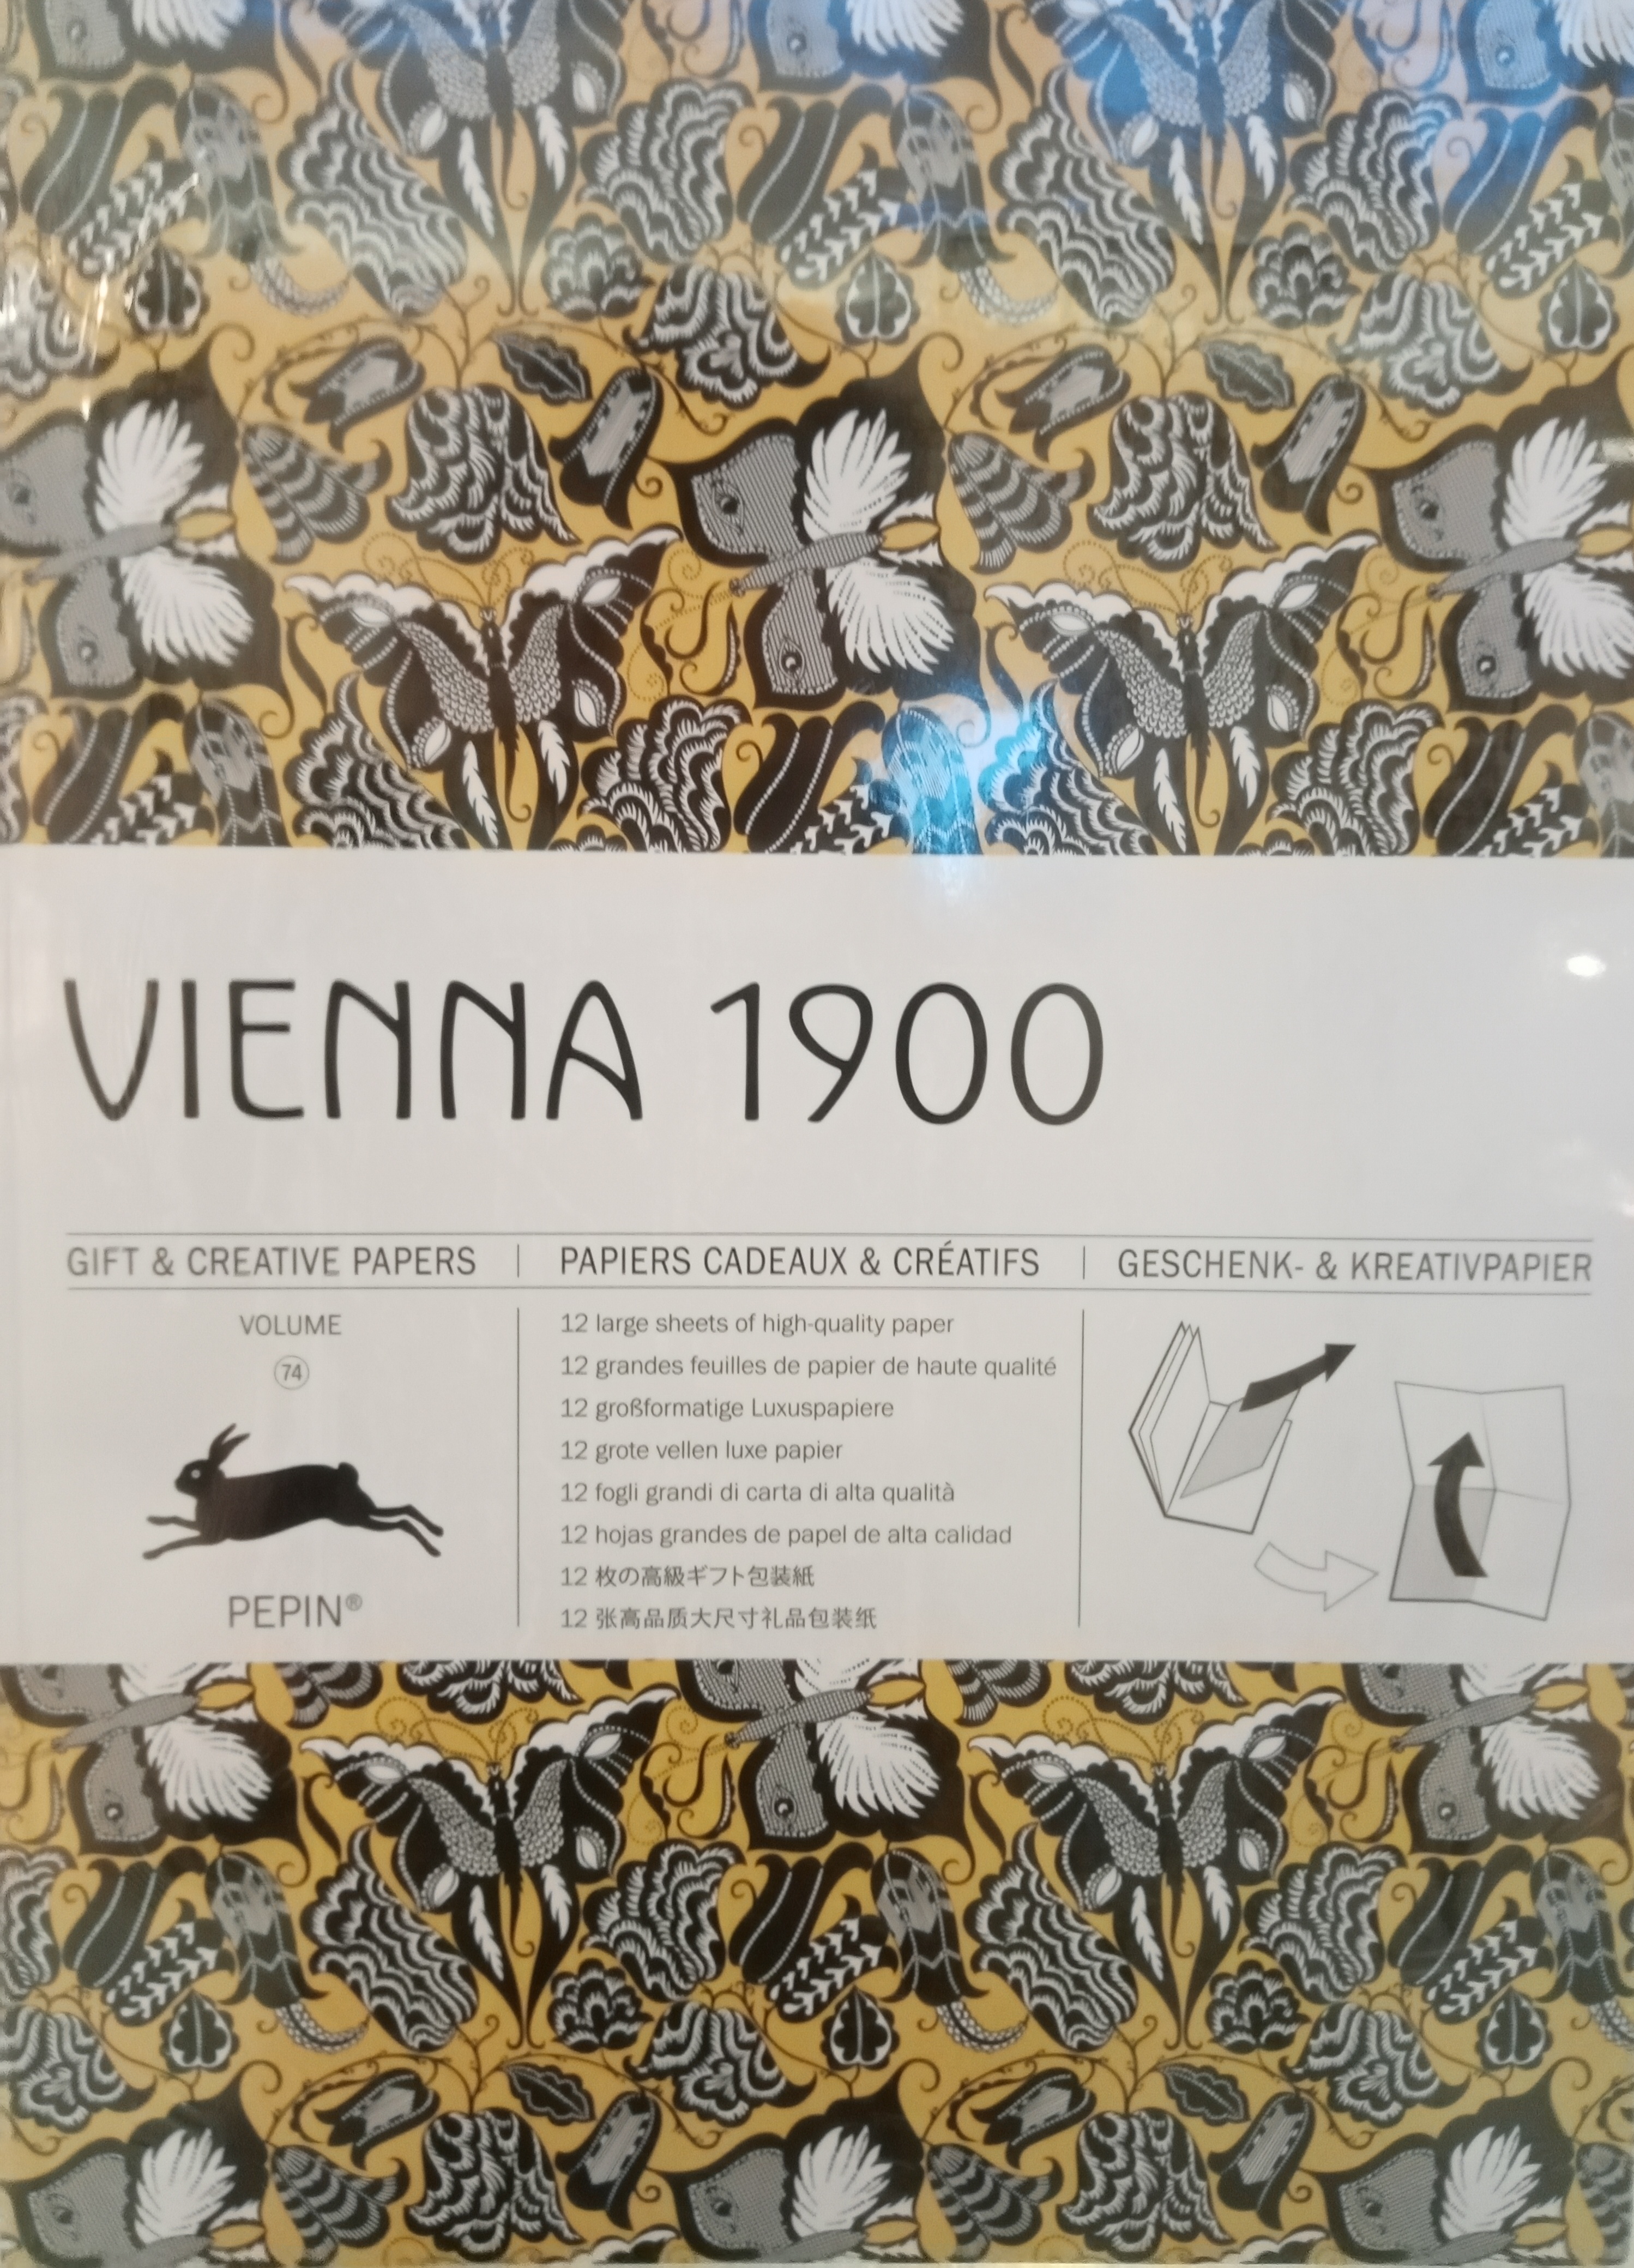 VIENNA 1900
GIFT & CREATIVE PAPERS
PAPIERS CADEAUX & CRÉATIFS
GESCHENK- & KREATIVPAPIER
VOLUME
74
PEPIN®
12 large sheets of high-quality paper
12 grandes feuilles de papier de haute qualité
12 großformatige Luxuspapiere
12 grote vellen luxe papier
12 fogli grandi di carta di alta qualità
12 hojas grandes de papel de alta calidad
12 枚の高級ギフト包装紙
12 张高品质大尺寸礼品包装纸